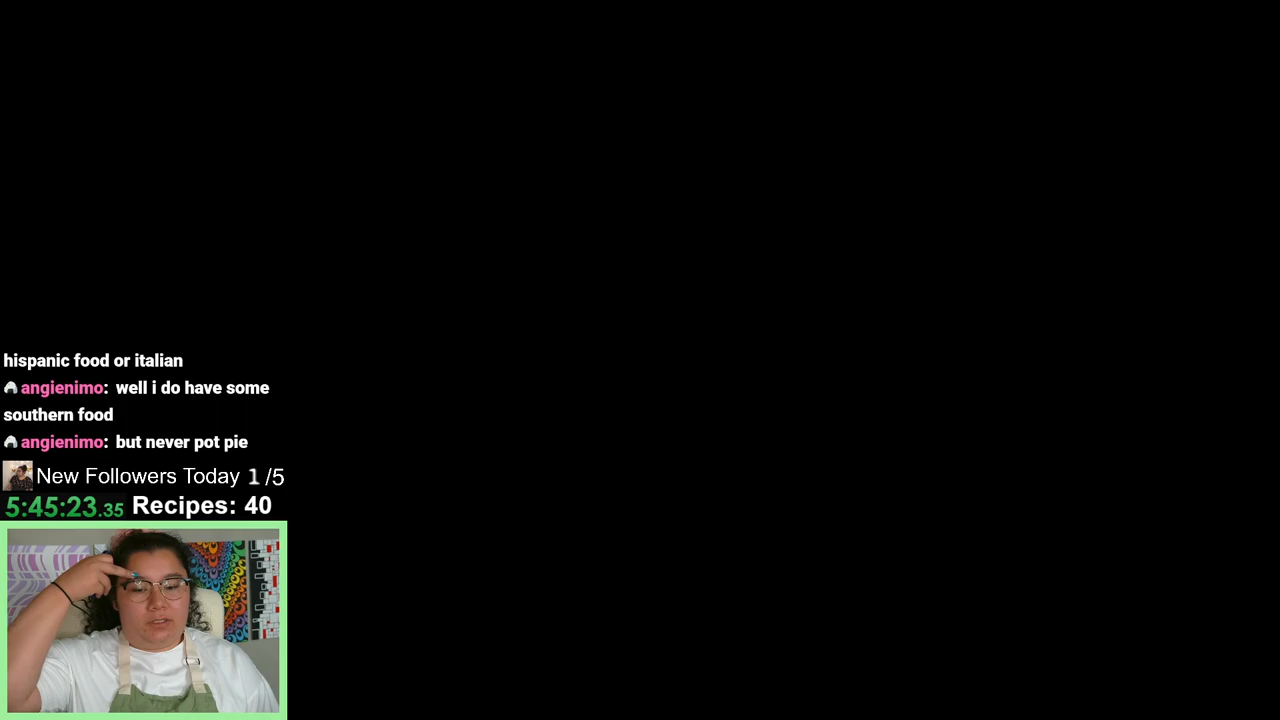 hispanic food or italian
angienimo: well i do have some
southern food
angienimo: but never pot pie
New Followers Today 1 /5
5:45:23.35 Recipes: 40